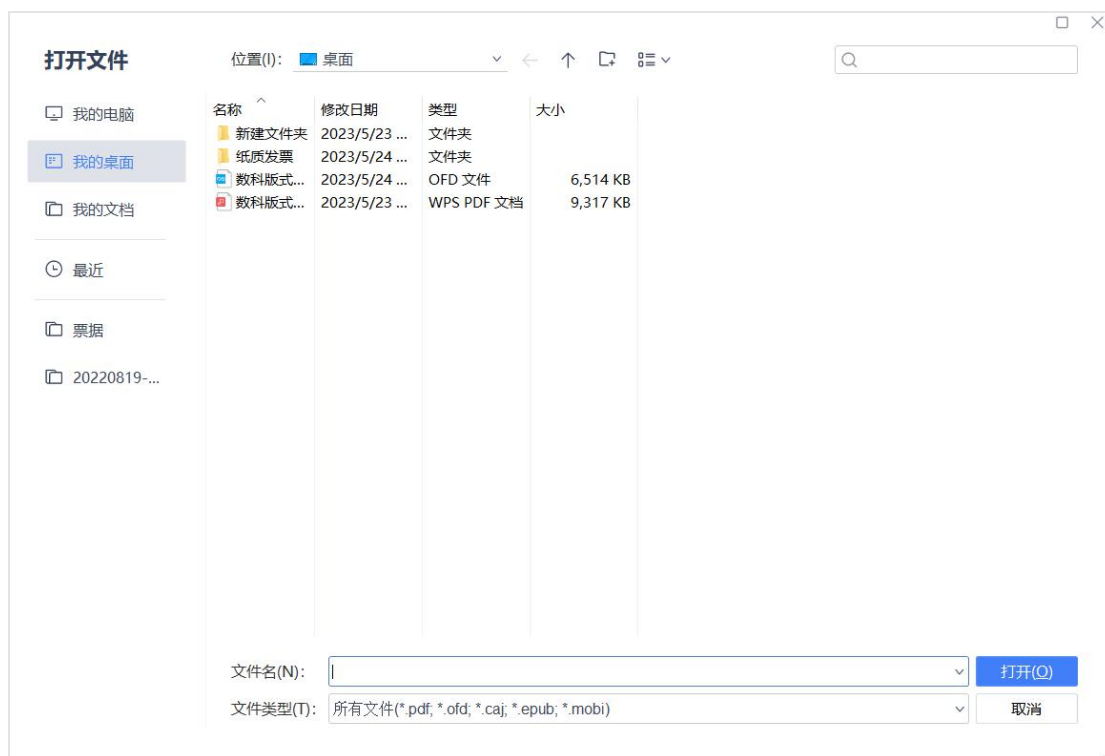 打开文件
位置(I): 桌面
我的电脑
我的桌面
我的文档
最近
票据
20220819-...
名称 修改日期 类型 大小
新建文件夹 2023/5/23 ... 文件夹
纸质发票 2023/5/24 ... 文件夹
数科版式... 2023/5/24 ... OFD 文件 6,514 KB
数科版式... 2023/5/23 ... WPS PDF 文档 9,317 KB
文件名(N): 打开(O)
文件类型(T): 所有文件(*.pdf; *.ofd; *.caj; *.epub; *.mobi) 取消